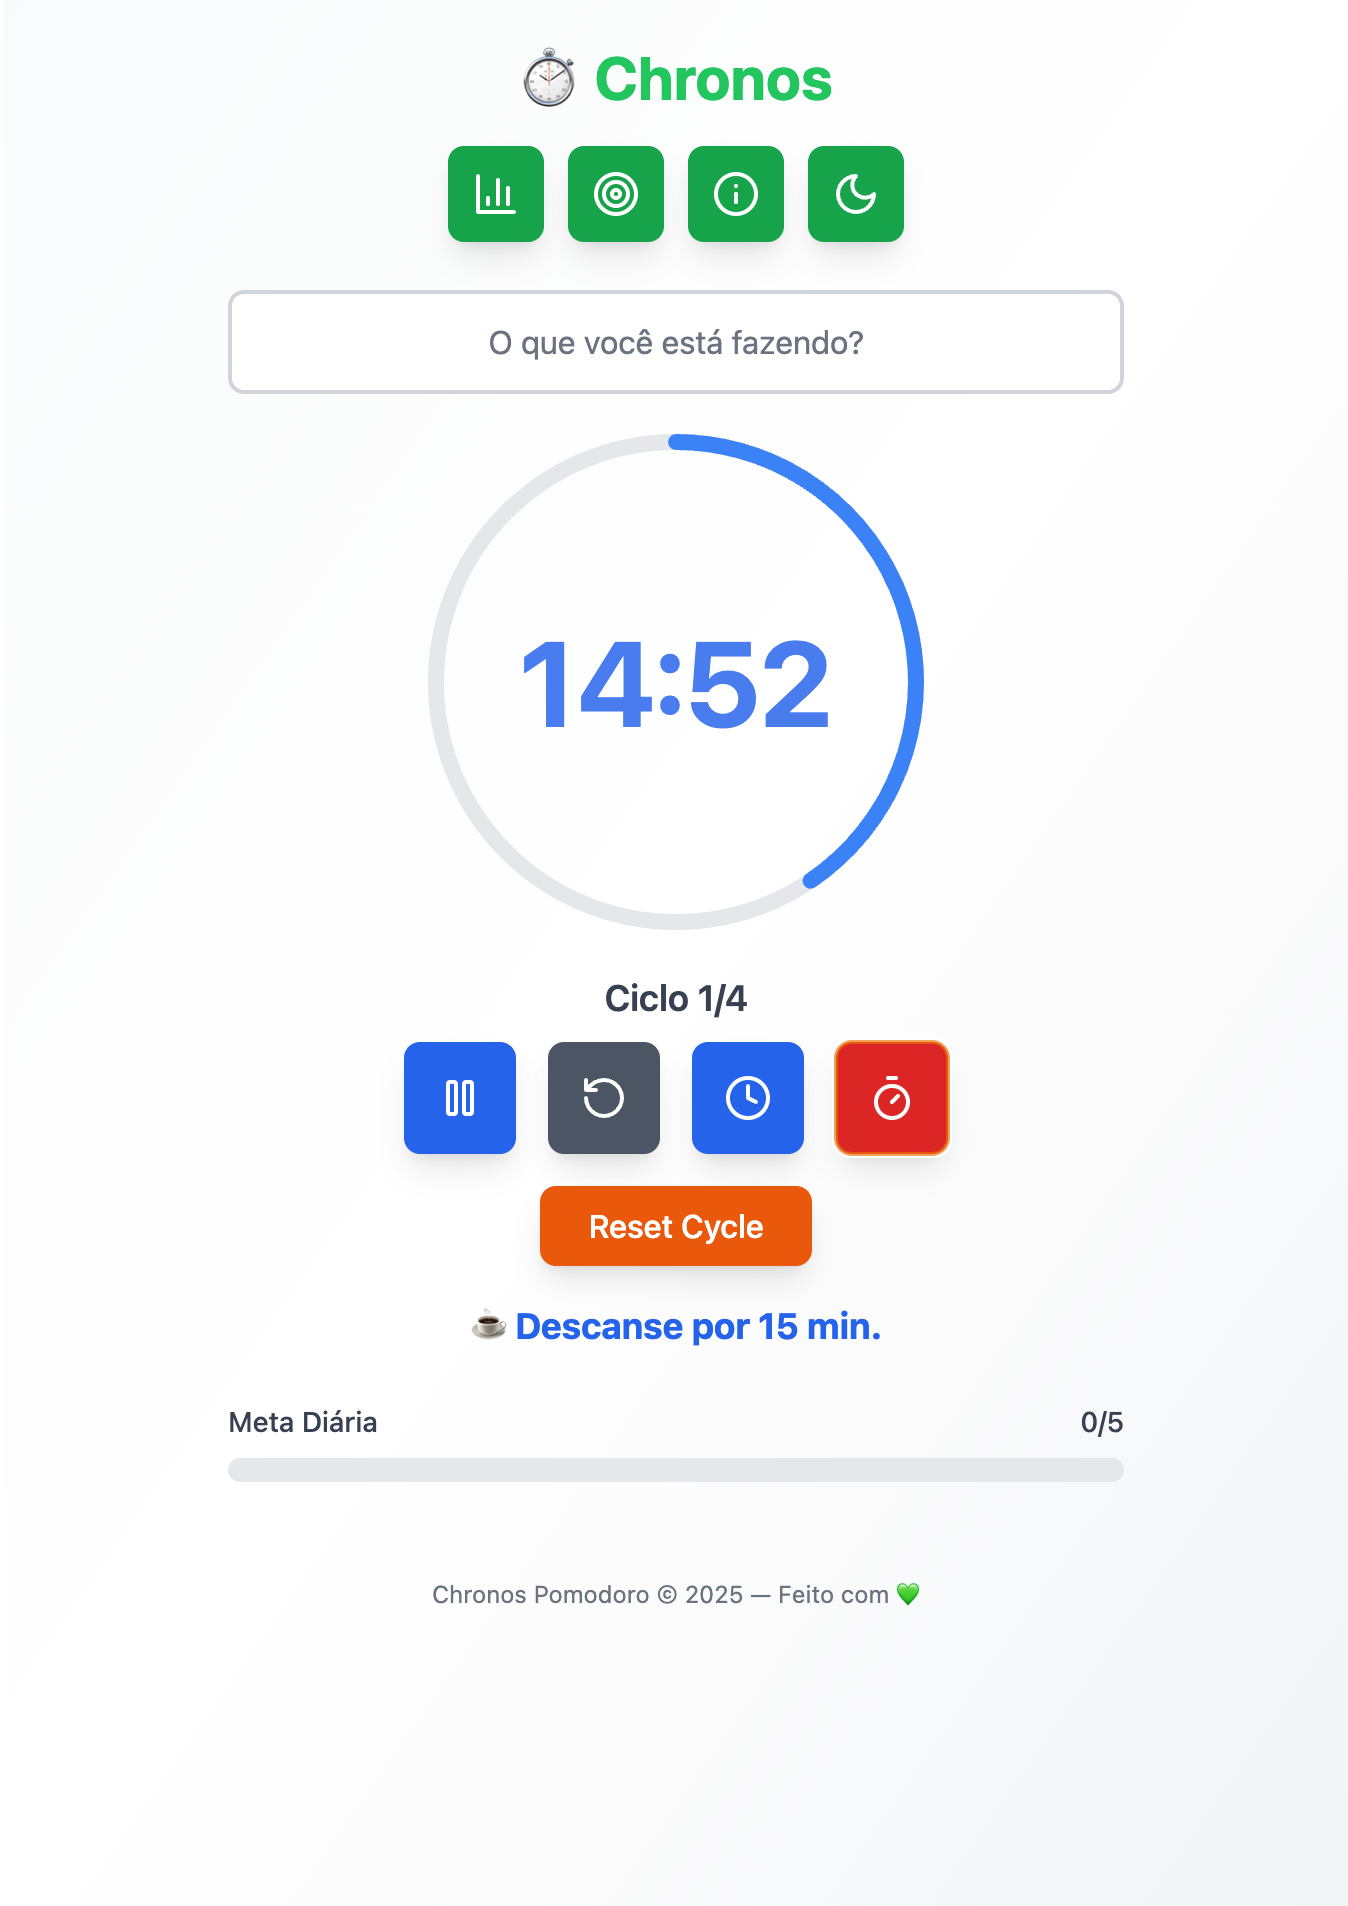 Chronos
O que você está fazendo?
14:52
Ciclo 1/4
Reset Cycle
Descanse por 15 min.
Meta Diária 0/5
Chronos Pomodoro © 2025 — Feito com 💚